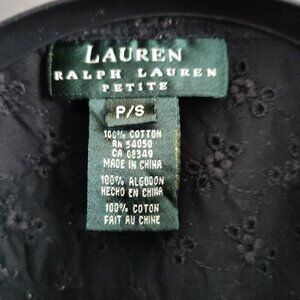 LAUREN
RALPH LAUREN
PETITE
P/S
100% COTTON
RN 54050
CA 08349
MADE IN CHINA
100% ALGODON
HECHO EN CHINA
100% COTON
FAIT AU CHINE